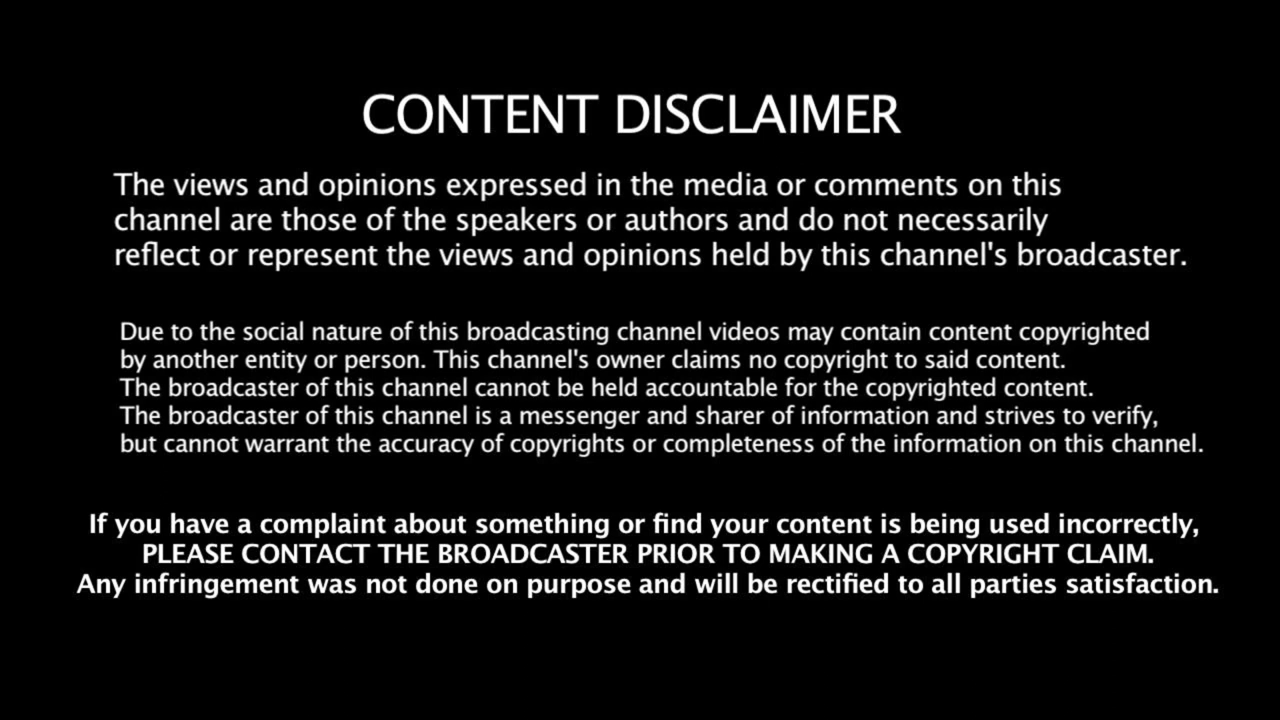 CONTENT DISCLAIMER
The views and opinions expressed in the media or comments on this
channel are those of the speakers or authors and do not necessarily
reflect or represent the views and opinions held by this channel's broadcaster.
Due to the social nature of this broadcasting channel videos may contain content copyrighted
by another entity or person. This channel's owner claims no copyright to said content.
The broadcaster of this channel cannot be held accountable for the copyrighted content.
The broadcaster of this channel is a messenger and sharer of information and strives to verify,
but cannot warrant the accuracy of copyrights or completeness of the information on this channel.
If you have a complaint about something or find your content is being used incorrectly,
PLEASE CONTACT THE BROADCASTER PRIOR TO MAKING A COPYRIGHT CLAIM.
Any infringement was not done on purpose and will be rectified to all parties satisfaction.